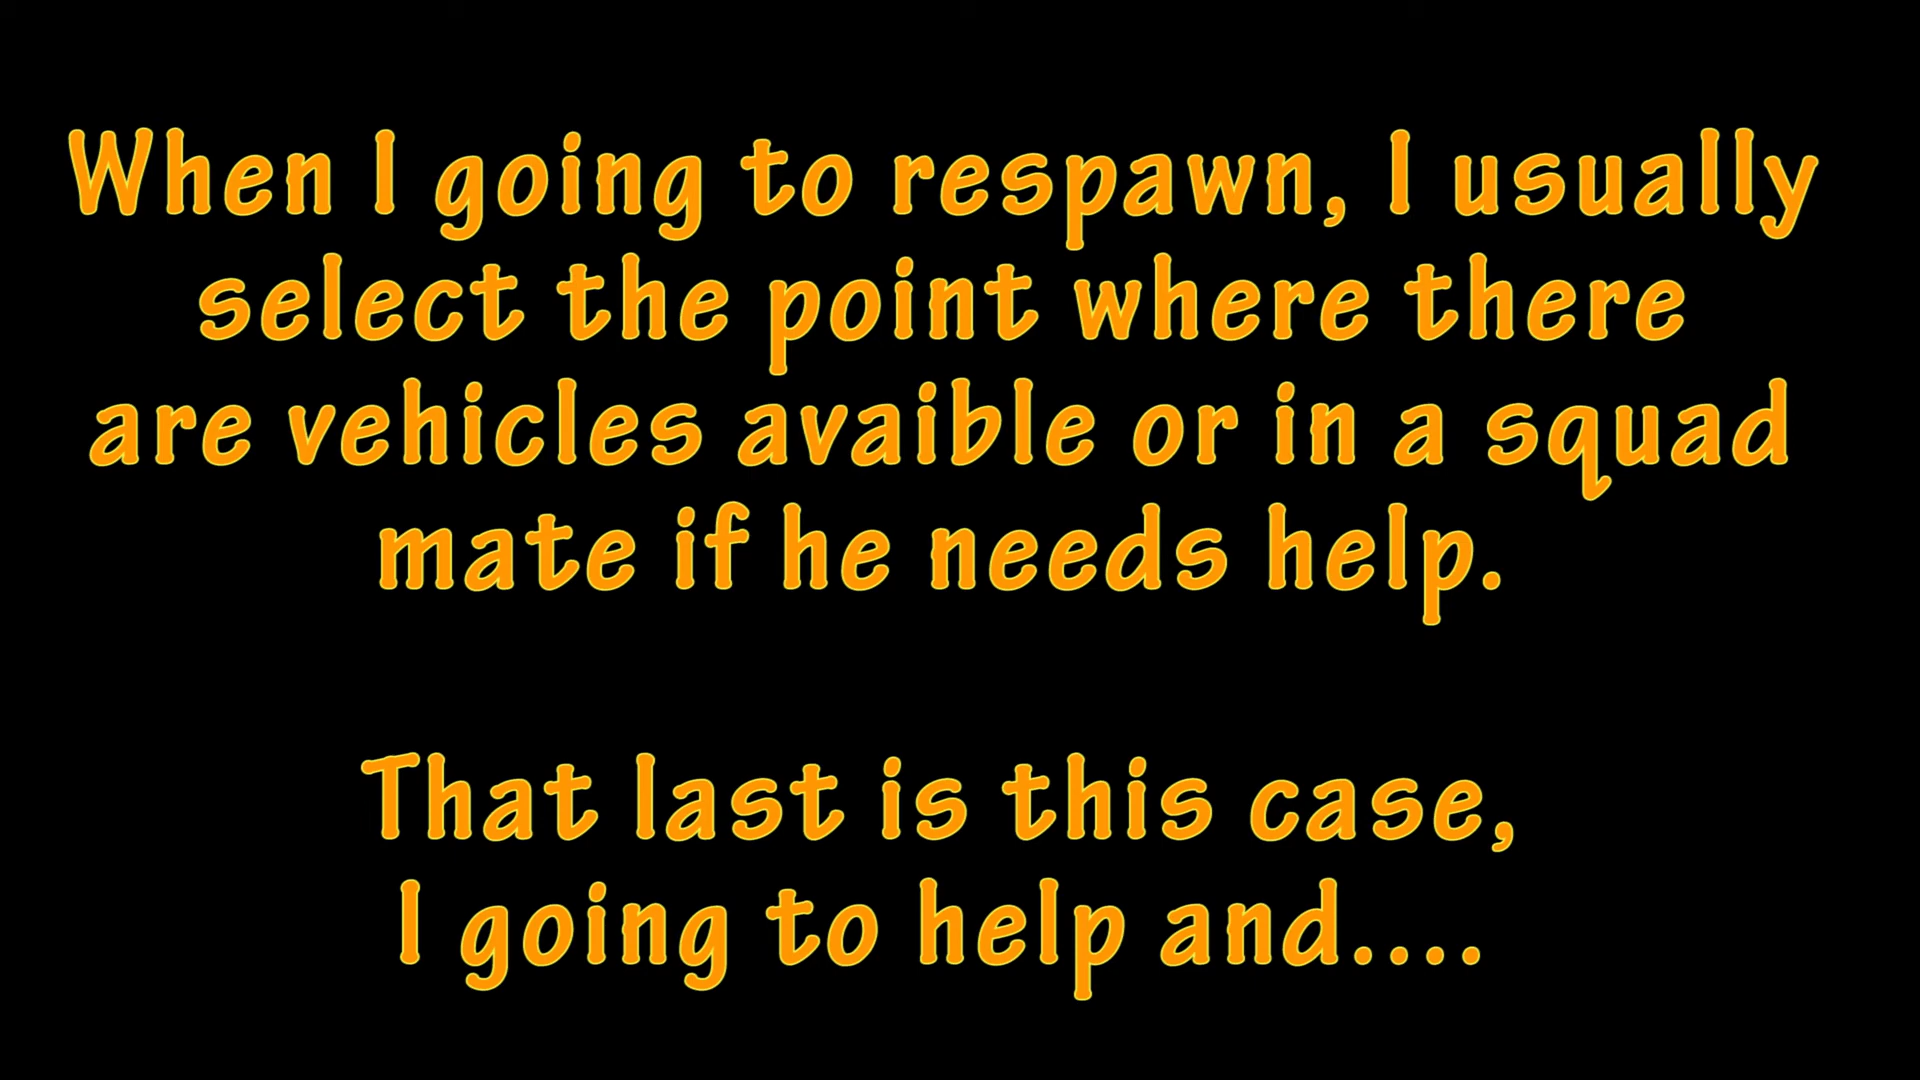 When I going to respawn, I usually
select the point where there
are vehicles avaible or in a squad
mate if he needs help.
That last is this case,
I going to help and....